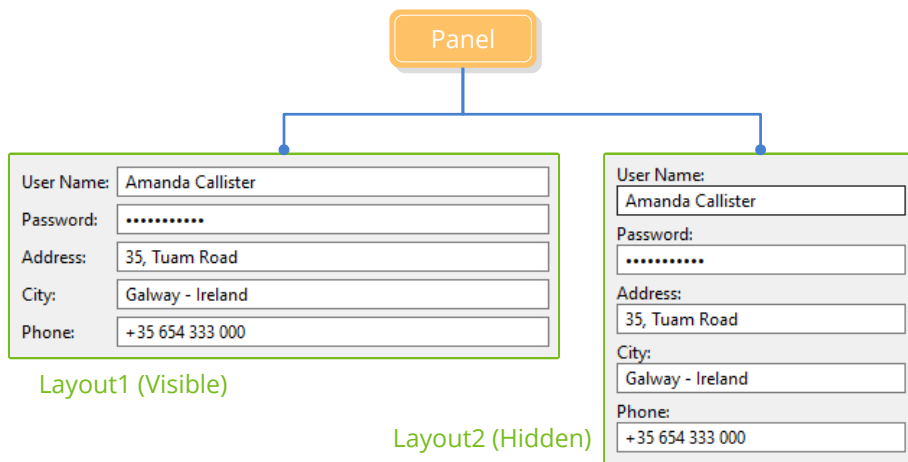 Panel
User Name: Amanda Callister
Password: •••••••••••
Address: 35, Tuam Road
City: Galway - Ireland
Phone: +35 654 333 000
Layout1 (Visible)
User Name:
Amanda Callister
Password:
•••••••••••
Address:
35, Tuam Road
City:
Galway - Ireland
Phone:
+35 654 333 000
Layout2 (Hidden)